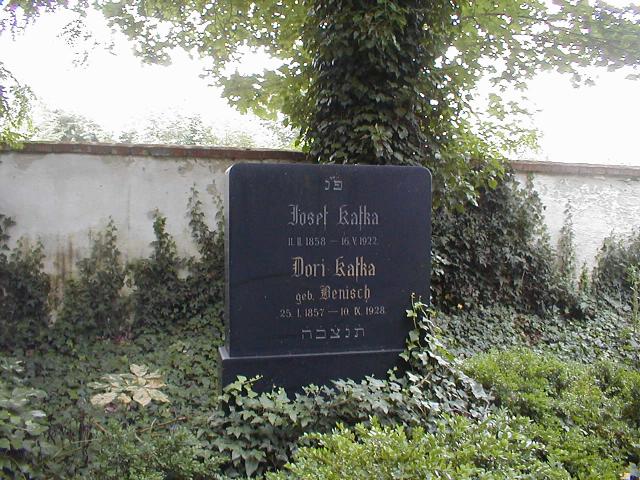 פ״נ
Josef Kafka
11. II. 1858 — 16. V. 1922.
Dori Kafka
geb. Benisch
25. I. 1857 — 10. IX. 1928.
תנצבה